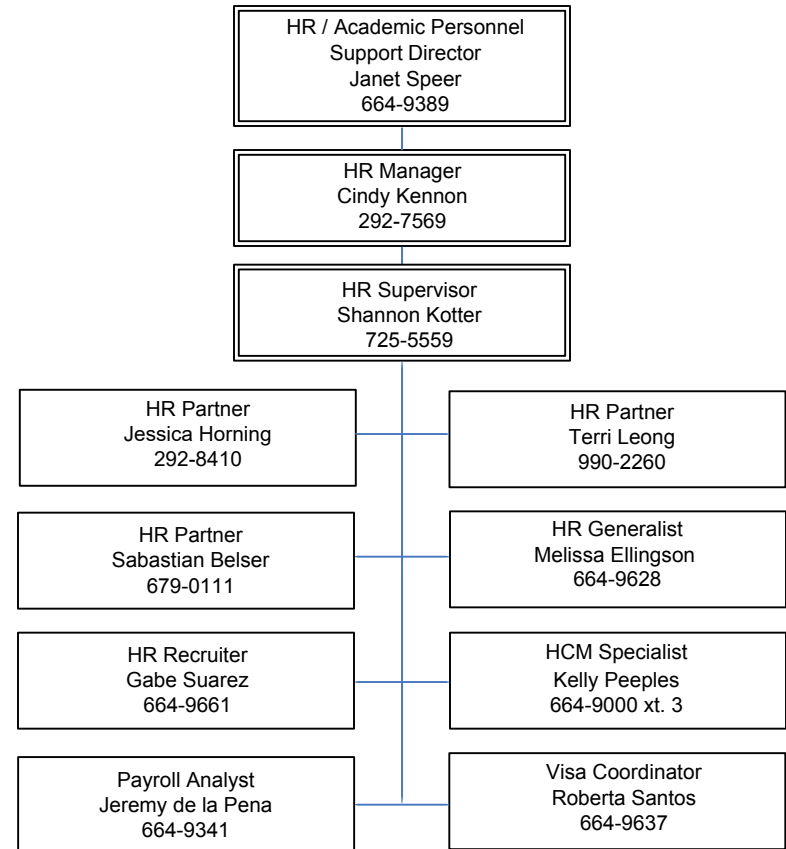 HR / Academic Personnel
Support Director
Janet Speer
664-9389
HR Manager
Cindy Kennon
292-7569
HR Supervisor
Shannon Kotter
725-5559
HR Partner
Jessica Horning
292-8410
HR Partner
Terri Leong
990-2260
HR Partner
Sabastian Belser
679-0111
HR Generalist
Melissa Ellingson
664-9628
HR Recruiter
Gabe Suarez
664-9661
HCM Specialist
Kelly Peeples
664-9000 xt. 3
Payroll Analyst
Jeremy de la Pena
664-9341
Visa Coordinator
Roberta Santos
664-9637